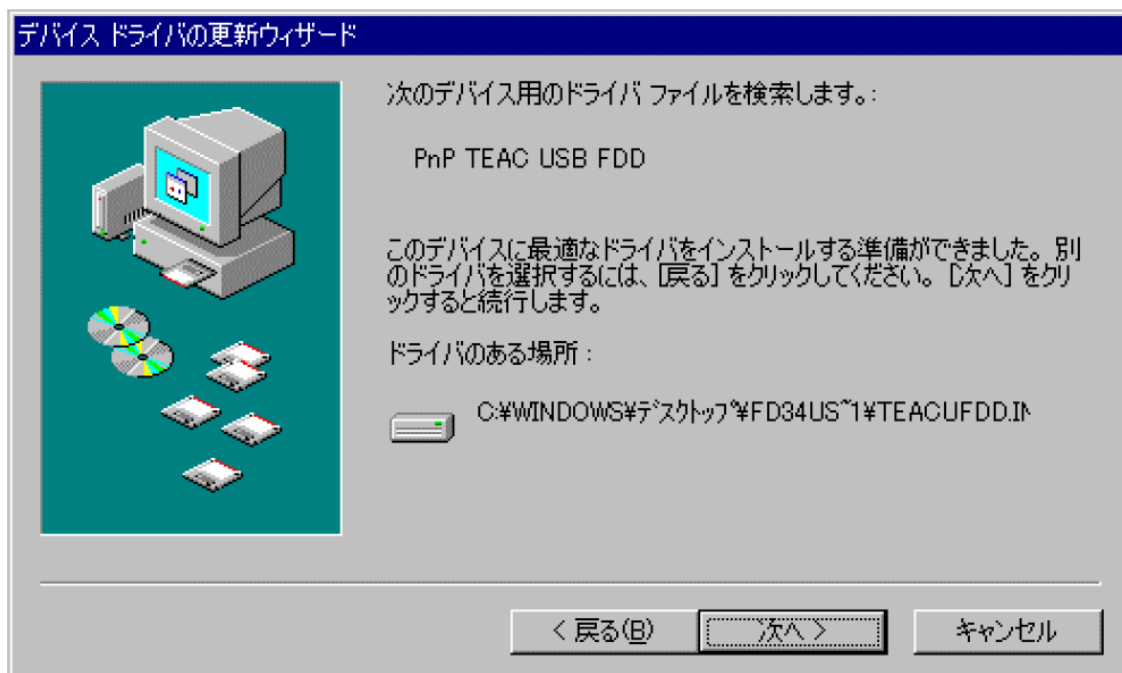 デバイス ドライバの更新ウィザード
次のデバイス用のドライバ ファイルを検索します。:
PnP TEAC USB FDD
このデバイスに最適なドライバをインストールする準備ができました。 別
のドライバを選択するには、[戻る] をクリックしてください。 [次へ] をクリ
ックすると続行します。
ドライバのある場所 :
C:¥WINDOWS¥ﾃﾞｽｸﾄｯﾌﾟ¥FD34US~1¥TEACUFDD.IN
< 戻る(B)
次へ >
キャンセル